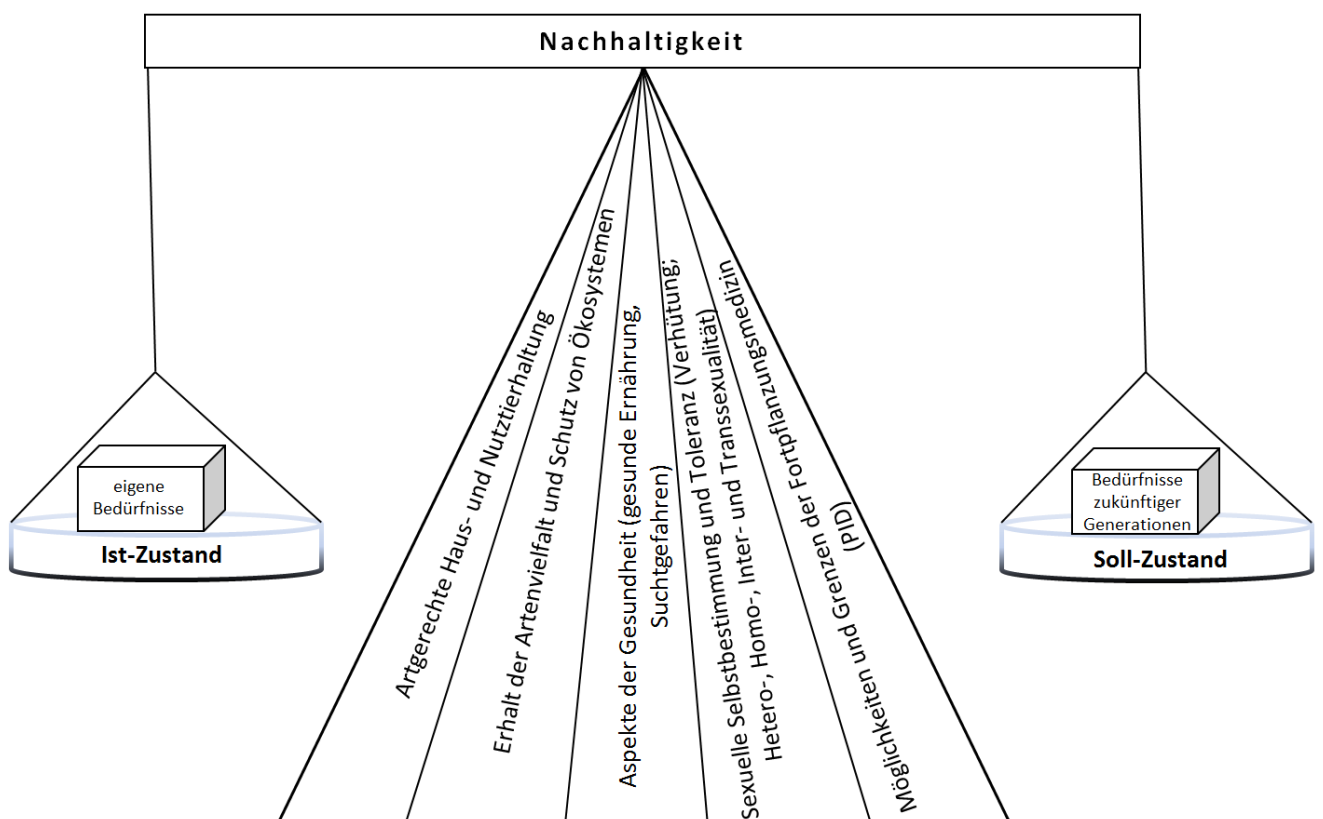 Nachhaltigkeit
eigene
Bedürfnisse
Ist-Zustand
Artgerechte Haus- und Nutztierhaltung
Erhalt der Artenvielfalt und Schutz von Ökosystemen
Aspekte der Gesundheit (gesunde Ernährung,
Suchtgefahren)
Sexuelle Selbstbestimmung und Toleranz (Verhütung;
Hetero-, Homo-, Inter- und Transsexualität)
Möglichkeiten und Grenzen der Fortpflanzungsmedizin
(PID)
Bedürfnisse
zukünftiger
Generationen
Soll-Zustand